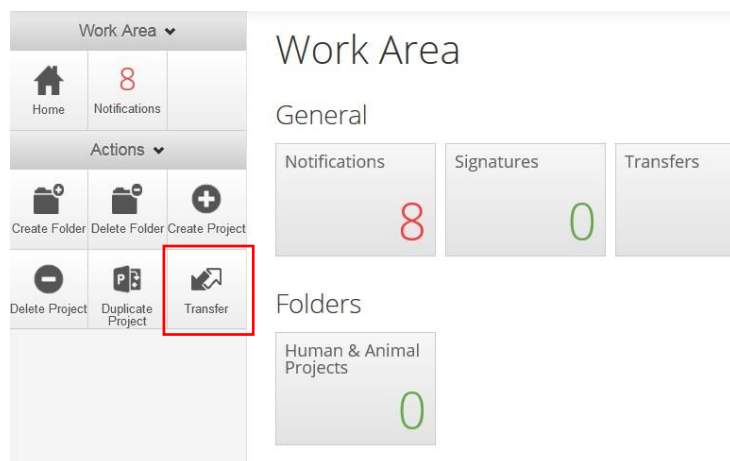 Work Area
8
Home
Notifications
Actions
Create Folder
Delete Folder
Create Project
Delete Project
Duplicate
Project
Transfer
Work Area
General
Notifications
8
Signatures
0
Transfers
Folders
Human & Animal
Projects
0